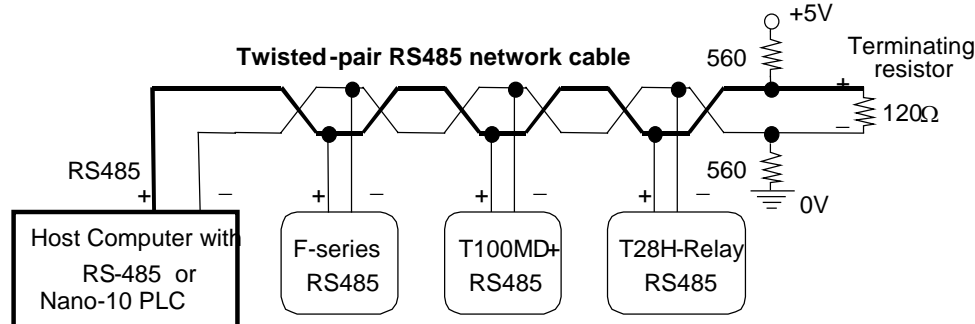 +5V
Twisted-pair RS485 network cable
560
Terminating
resistor
+
120Ω
–
560
0V
RS485
+
–
+
–
+
–
+
–
Host Computer with
RS-485 or
Nano-10 PLC
F-series
RS485
T100MD+
RS485
T28H-Relay
RS485